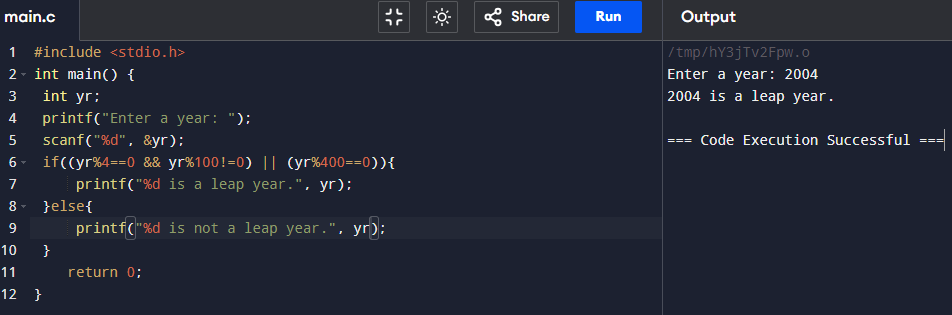 main.c
Share
Run
Output
1 #include <stdio.h>
2 int main() {
3 int yr;
4 printf("Enter a year: ");
5 scanf("%d", &yr);
6 if((yr%4==0 && yr%100!=0) || (yr%400==0)){
7 printf("%d is a leap year.", yr);
8 }else{
9 printf("%d is not a leap year.", yr);
10 }
11 return 0;
12 }
/tmp/hY3jTv2Fpw.o
Enter a year: 2004
2004 is a leap year.
=== Code Execution Successful ===